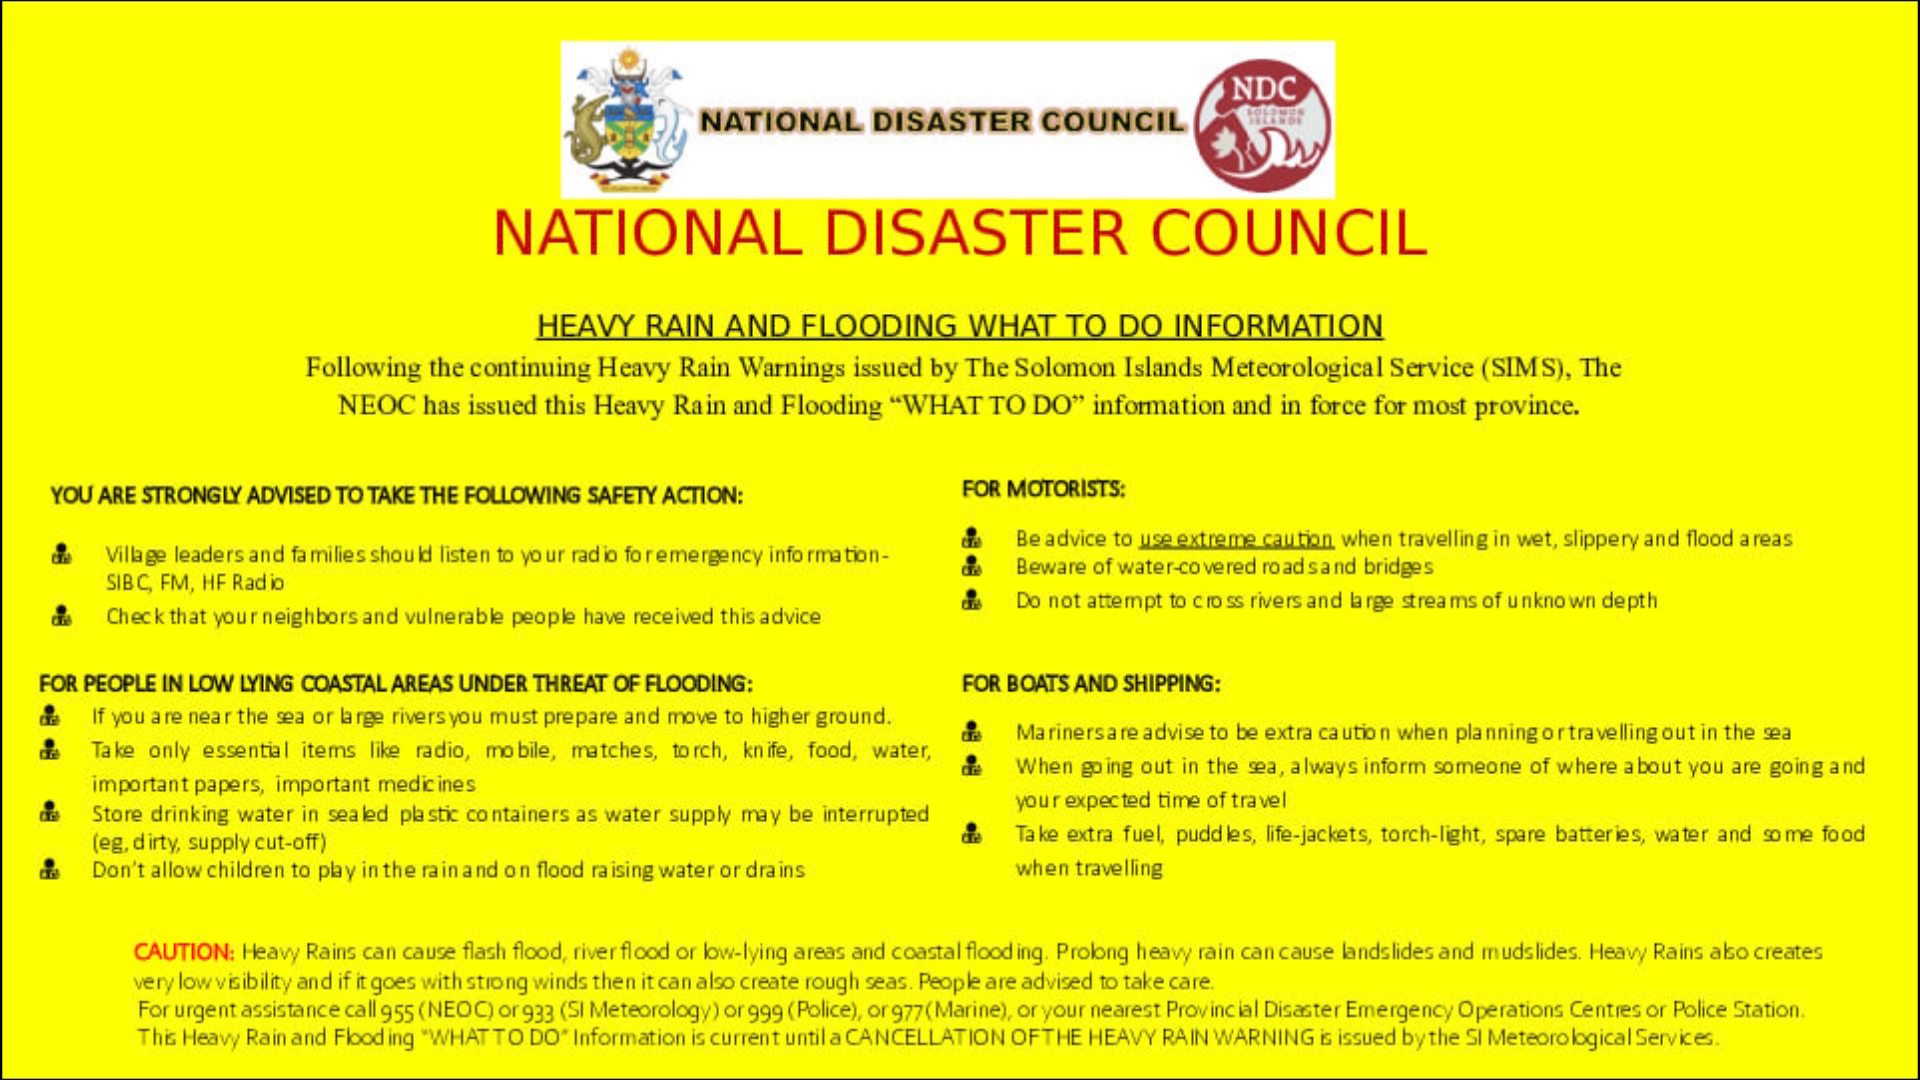 NATIONAL DISASTER COUNCIL
NDC
SOLOMON
ISLANDS
NATIONAL DISASTER COUNCIL
HEAVY RAIN AND FLOODING WHAT TO DO INFORMATION
Following the continuing Heavy Rain Warnings issued by The Solomon Islands Meteorological Service (SIMS), The
NEOC has issued this Heavy Rain and Flooding “WHAT TO DO” information and in force for most province.
YOU ARE STRONGLY ADVISED TO TAKE THE FOLLOWING SAFETY ACTION:
Village leaders and families should listen to your radio for emergency information-
SIBC, FM, HF Radio
Check that your neighbors and vulnerable people have received this advice
FOR PEOPLE IN LOW LYING COASTAL AREAS UNDER THREAT OF FLOODING:
If you are near the sea or large rivers you must prepare and move to higher ground.
Take only essential items like radio, mobile, matches, torch, knife, food, water,
important papers, important medicines
Store drinking water in sealed plastic containers as water supply may be interrupted
(eg, dirty, supply cut-off)
Don’t allow children to play in the rain and on flood raising water or drains
FOR MOTORISTS:
Be advice to use extreme caution when travelling in wet, slippery and flood areas
Beware of water-covered roads and bridges
Do not attempt to cross rivers and large streams of unknown depth
FOR BOATS AND SHIPPING:
Mariners are advise to be extra caution when planning or travelling out in the sea
When going out in the sea, always inform someone of where about you are going and
your expected time of travel
Take extra fuel, puddles, life-jackets, torch-light, spare batteries, water and some food
when travelling
CAUTION: Heavy Rains can cause flash flood, river flood or low-lying areas and coastal flooding. Prolong heavy rain can cause landslides and mudslides. Heavy Rains also creates
very low visibility and if it goes with strong winds then it can also create rough seas. People are advised to take care.
For urgent assistance call 955 (NEOC) or 933 (SI Meteorology) or 999 (Police), or 977(Marine), or your nearest Provincial Disaster Emergency Operations Centres or Police Station.
This Heavy Rain and Flooding “WHAT TO DO” Information is current until a CANCELLATION OF THE HEAVY RAIN WARNING is issued by the SI Meteorological Services.